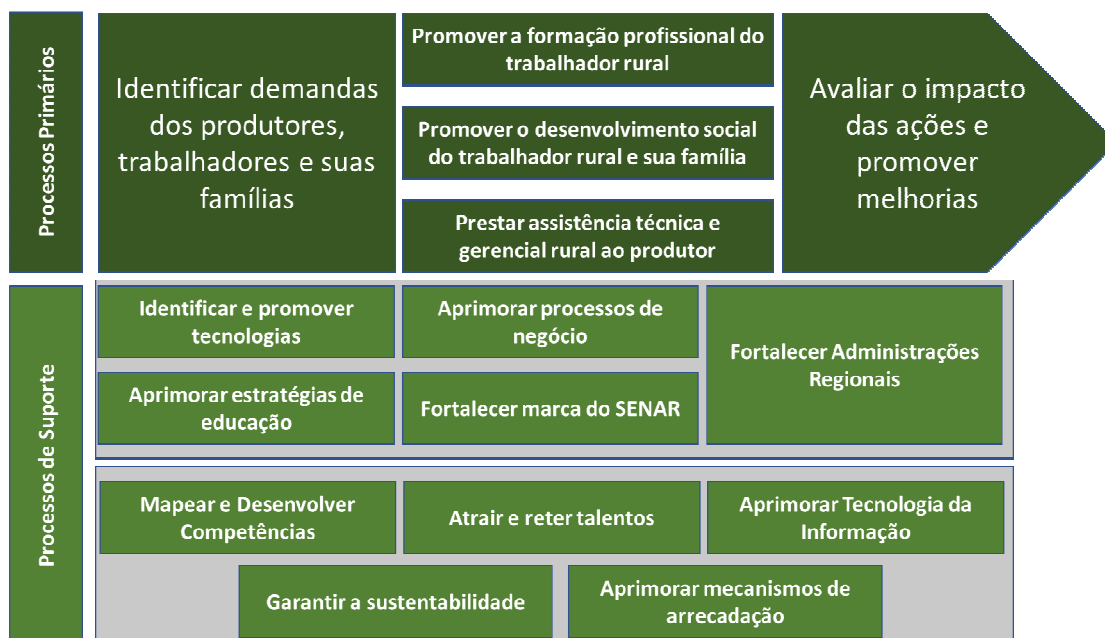 Processos Primários
Identificar demandas
dos produtores,
trabalhadores e suas
famílias
Promover a formação profissional do
trabalhador rural
Promover o desenvolvimento social
do trabalhador rural e sua família
Prestar assistência técnica e
gerencial rural ao produtor
Avaliar o impacto
das ações e
promover
melhorias
Processos de Suporte
Identificar e promover
tecnologias
Aprimorar processos de
negócio
Fortalecer Administrações
Regionais
Aprimorar estratégias de
educação
Fortalecer marca do SENAR
Mapear e Desenvolver
Competências
Atrair e reter talentos
Aprimorar Tecnologia da
Informação
Garantir a sustentabilidade
Aprimorar mecanismos de
arrecadação